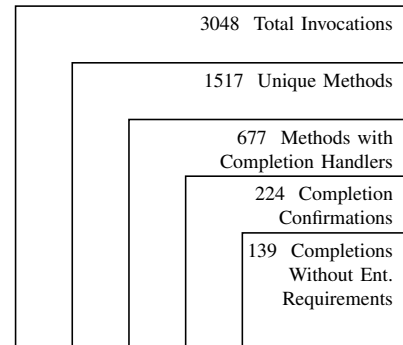 3048 Total Invocations
1517 Unique Methods
677 Methods with
Completion Handlers
224 Completion
Confirmations
139 Completions
Without Ent.
Requirements